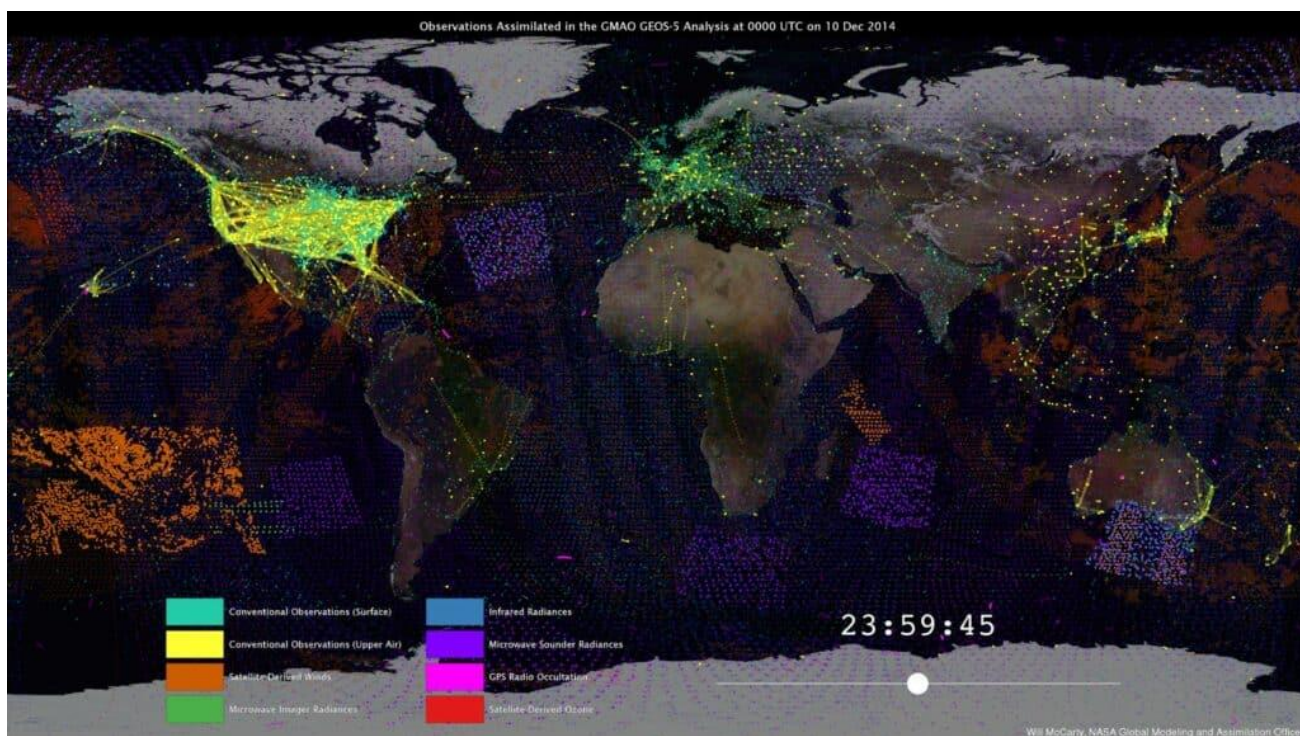 Observations Assimilated in the GMAO GEOS-5 Analysis at 0000 UTC on 10 Dec 2014
Conventional Observations (Surface)
Conventional Observations (Upper Air)
Satellite-Derived Winds
Microwave Imager Radiances
Infrared Radiances
Microwave Sounder Radiances
GPS Radio Occultation
Satellite-Derived Ozone
23:59:45
Will McCarty, NASA Global Modeling and Assimilation Office